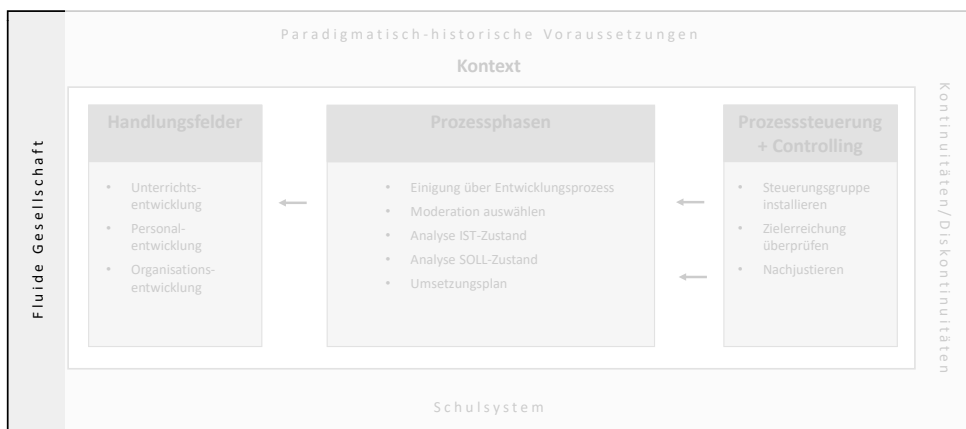 Paradigmatisch-historische Voraussetzungen
Kontext
Fluide Gesellschaft
Handlungsfelder
• Unterrichts-
entwicklung
• Personal-
entwicklung
• Organisations-
entwicklung
Prozessphasen
• Einigung über Entwicklungsprozess
• Moderation auswählen
• Analyse IST-Zustand
• Analyse SOLL-Zustand
• Umsetzungsplan
Prozesssteuerung
+ Controlling
• Steuerungsgruppe
installieren
• Zielerreichung
überprüfen
• Nachjustieren
Kontinuitäten/Diskontinuitäten
Schulsystem